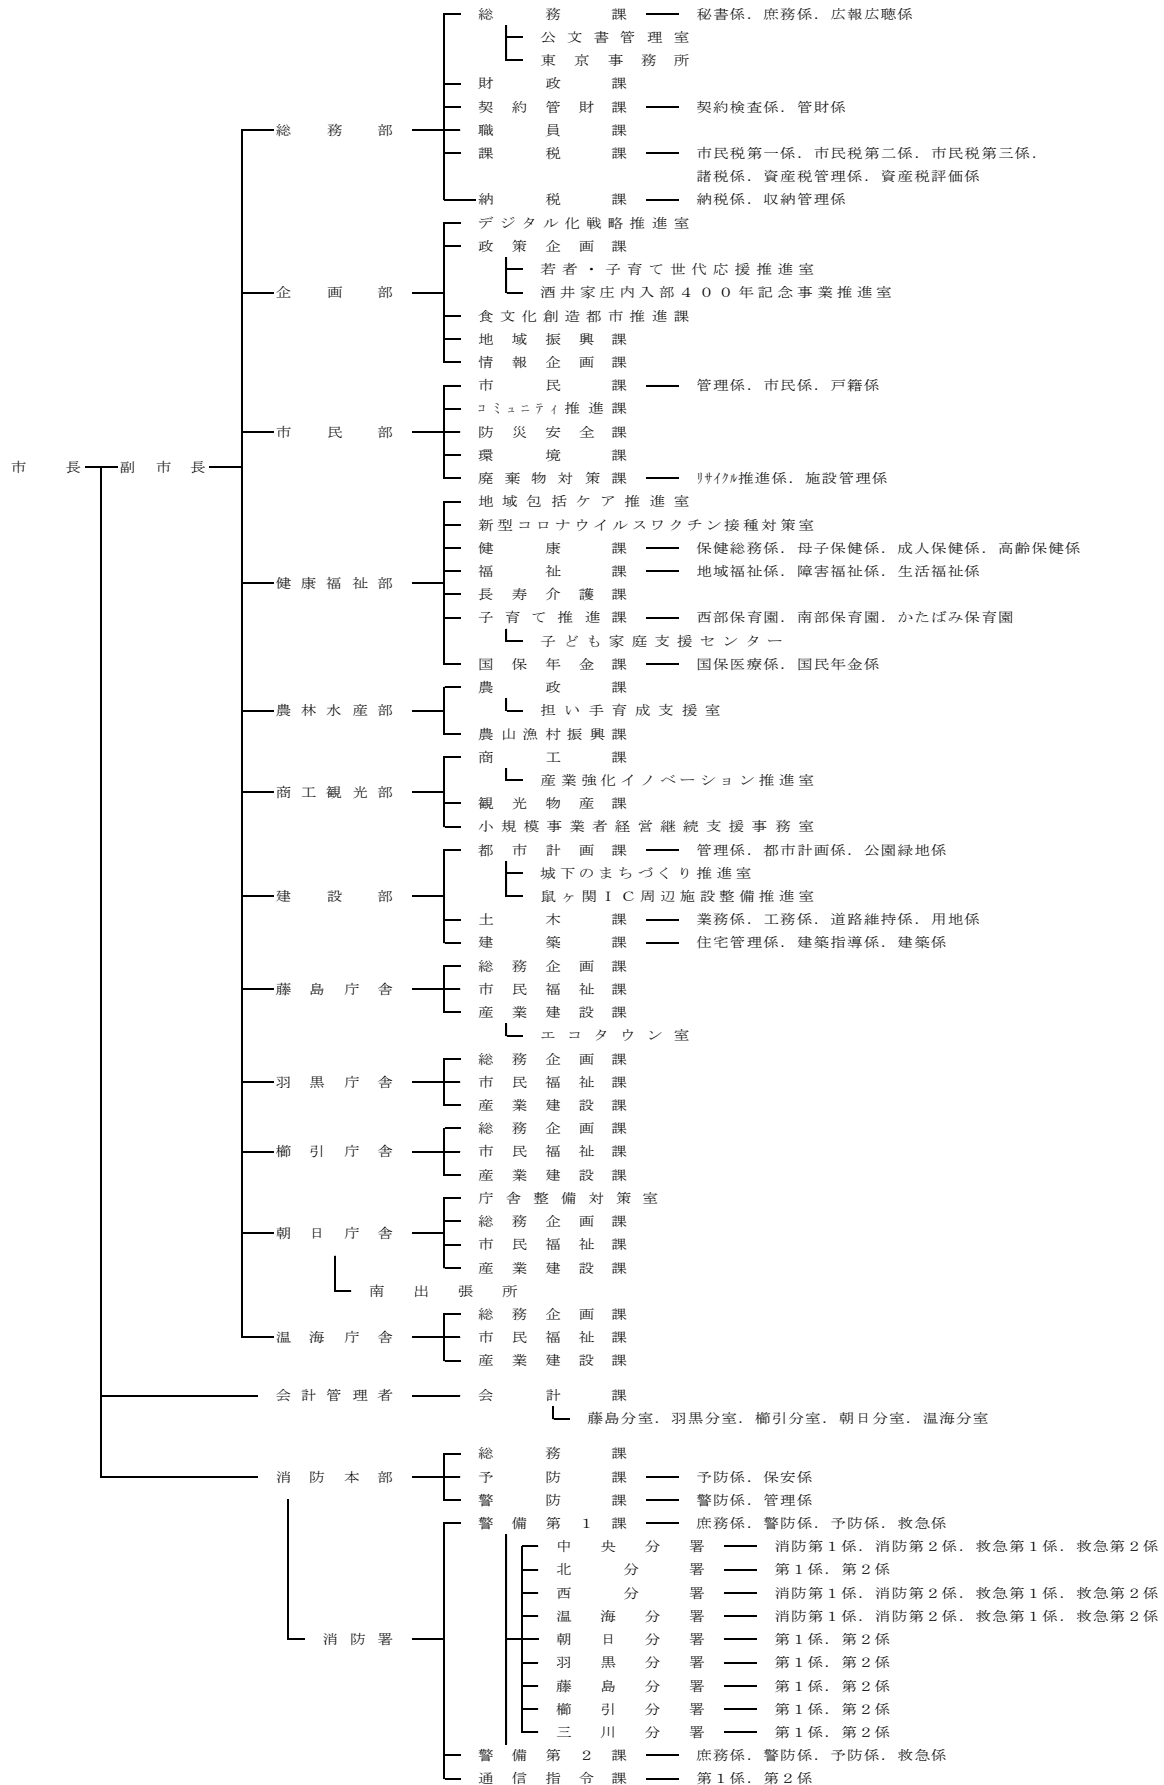 総務課 秘書係．庶務係．広報広聴係
公文書管理室
東京事務所
財政課
契約管財課 契約検査係．管財係
総務部 職員課
課税課 市民税第一係．市民税第二係．市民税第三係．
諸税係．資産税管理係．資産税評価係
納税課 納税係．収納管理係
デジタル化戦略推進室
政策企画課
若者・子育て世代応援推進室
企画部 酒井家庄内入部４００年記念事業推進室
食文化創造都市推進課
地域振興課
情報企画課
市民課 管理係．市民係．戸籍係
コミュニティ推進課
市民部 防災安全課
環境課
市長 副市長
廃棄物対策課 リサイクル推進係．施設管理係
地域包括ケア推進室
新型コロナウイルスワクチン接種対策室
健康課 保健総務係．母子保健係．成人保健係．高齢保健係
福祉課 地域福祉係．障害福祉係．生活福祉係
健康福祉部
長寿介護課
子育て推進課 西部保育園．南部保育園．かたばみ保育園
子ども家庭支援センター
国保年金課 国保医療係．国民年金係
農政課
農林水産部 担い手育成支援室
農山漁村振興課
商工課
産業強化イノベーション推進室
商工観光部
観光物産課
小規模事業者経営継続支援事務室
都市計画課 管理係．都市計画係．公園緑地係
城下のまちづくり推進室
建設部 鼠ヶ関ＩＣ周辺施設整備推進室
土木課 業務係．工務係．道路維持係．用地係
建築課 住宅管理係．建築指導係．建築係
総務企画課
藤島庁舎 市民福祉課
産業建設課
エコタウン室
総務企画課
羽黒庁舎 市民福祉課
産業建設課
総務企画課
櫛引庁舎 市民福祉課
産業建設課
庁舎整備対策室
総務企画課
朝日庁舎
市民福祉課
産業建設課
南出張所
総務企画課
温海庁舎 市民福祉課
産業建設課
会計管理者 会計課
藤島分室．羽黒分室．櫛引分室．朝日分室．温海分室
総務課
消防本部 予防課 予防係．保安係
警防課 警防係．管理係
警備第１課 庶務係．警防係．予防係．救急係
中央分署 消防第１係．消防第２係．救急第１係．救急第２係
北分署 第１係．第２係
西分署 消防第１係．消防第２係．救急第１係．救急第２係
温海分署 消防第１係．消防第２係．救急第１係．救急第２係
消防署 朝日分署 第１係．第２係
羽黒分署 第１係．第２係
藤島分署 第１係．第２係
櫛引分署 第１係．第２係
三川分署 第１係．第２係
警備第２課 庶務係．警防係．予防係．救急係
通信指令課 第１係．第２係